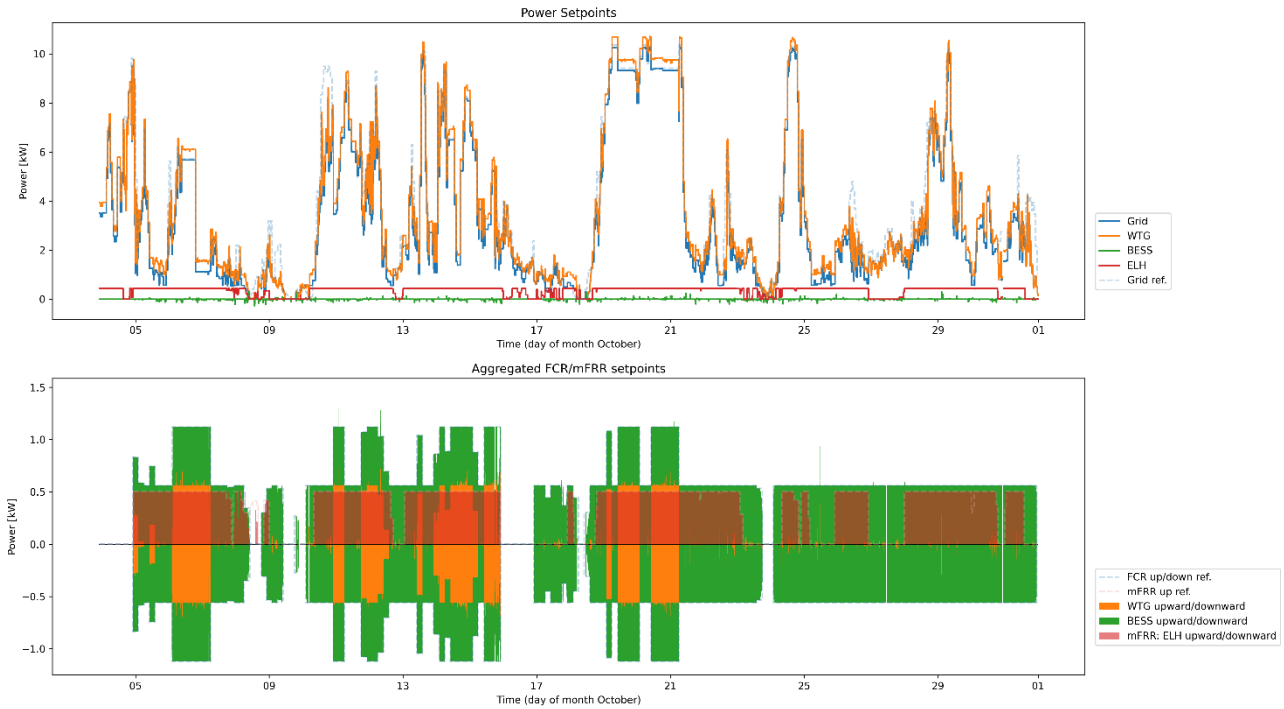 Power Setpoints
10
8
6
4
2
0
Power [kW]
05
09
13
17
21
25
29
01
Time (day of month October)
Grid
WTG
BESS
ELH
Grid ref.
Aggregated FCR/mFRR setpoints
1.5
1.0
0.5
0.0
−0.5
−1.0
Power [kW]
05
09
13
17
21
25
29
01
Time (day of month October)
FCR up/down ref.
mFRR up ref.
WTG upward/downward
BESS upward/downward
mFRR: ELH upward/downward